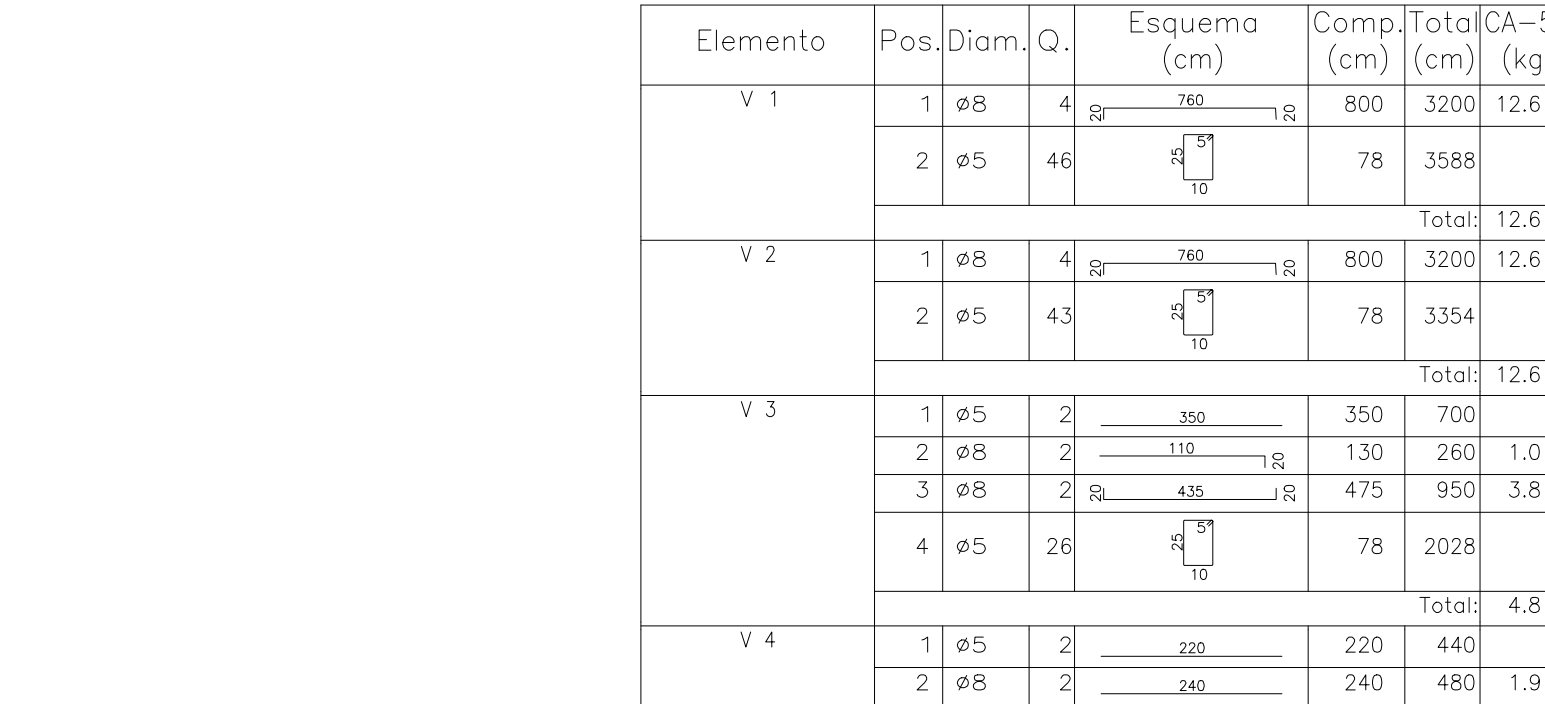 Elemento Pos. Diam. Q. Esquema (cm) Comp. (cm) Total (cm) CA-5 (kg
V 1 1 ø8 4 20 760 20 800 3200 12.6
2 ø5 46 25 5 10 78 3588
Total: 12.6
V 2 1 ø8 4 20 760 20 800 3200 12.6
2 ø5 43 25 5 10 78 3354
Total: 12.6
V 3 1 ø5 2 350 350 700
2 ø8 2 110 20 130 260 1.0
3 ø8 2 20 435 20 475 950 3.8
4 ø5 26 25 5 10 78 2028
Total: 4.8
V 4 1 ø5 2 220 220 440
2 ø8 2 240 240 480 1.9